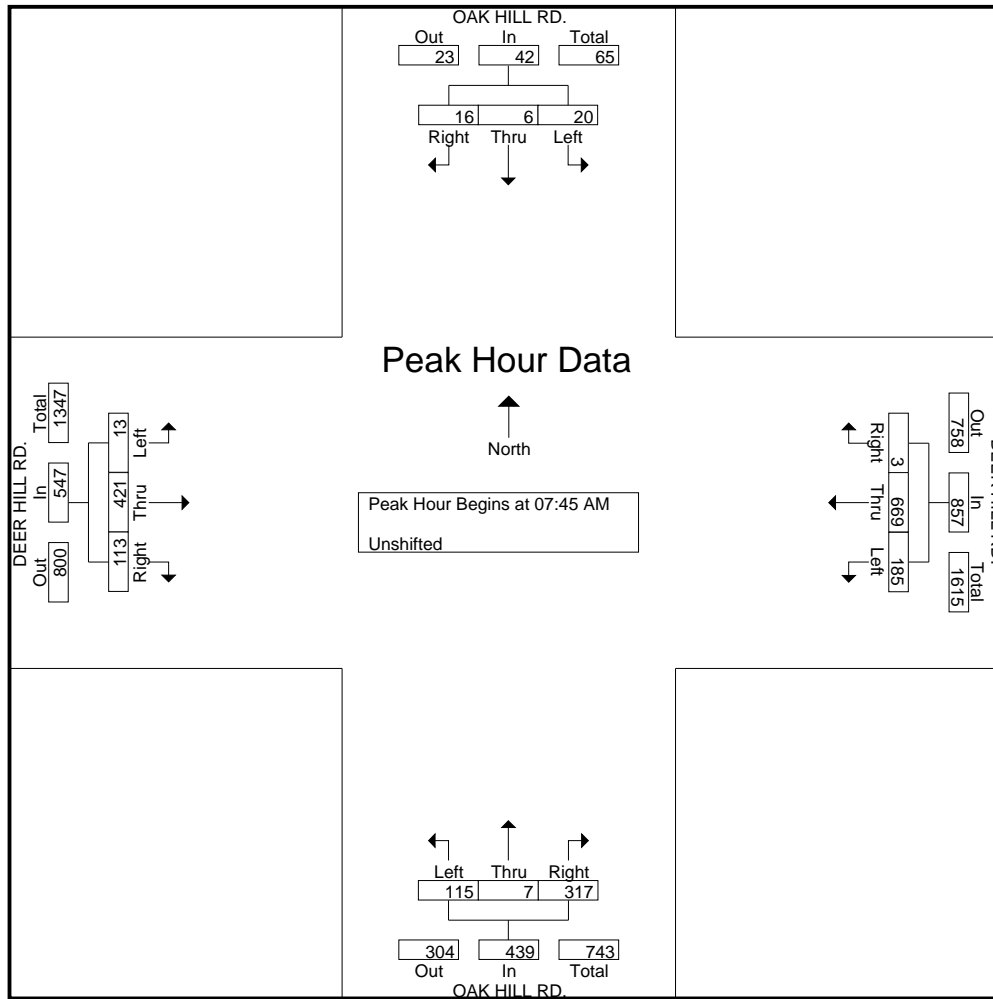 OAK HILL RD.
Out In Total
23 42 65
16 6 20
Right Thru Left
Peak Hour Data
North
Peak Hour Begins at 07:45 AM
Unshifted
DEER HILL RD.
Out In Total
800 547 1347
Right Thru Left
113 421 13
Out In Total
758 857 1615
Right Thru Left
3 669 185
Left Thru Right
115 7 317
304 439 743
Out In Total
OAK HILL RD.